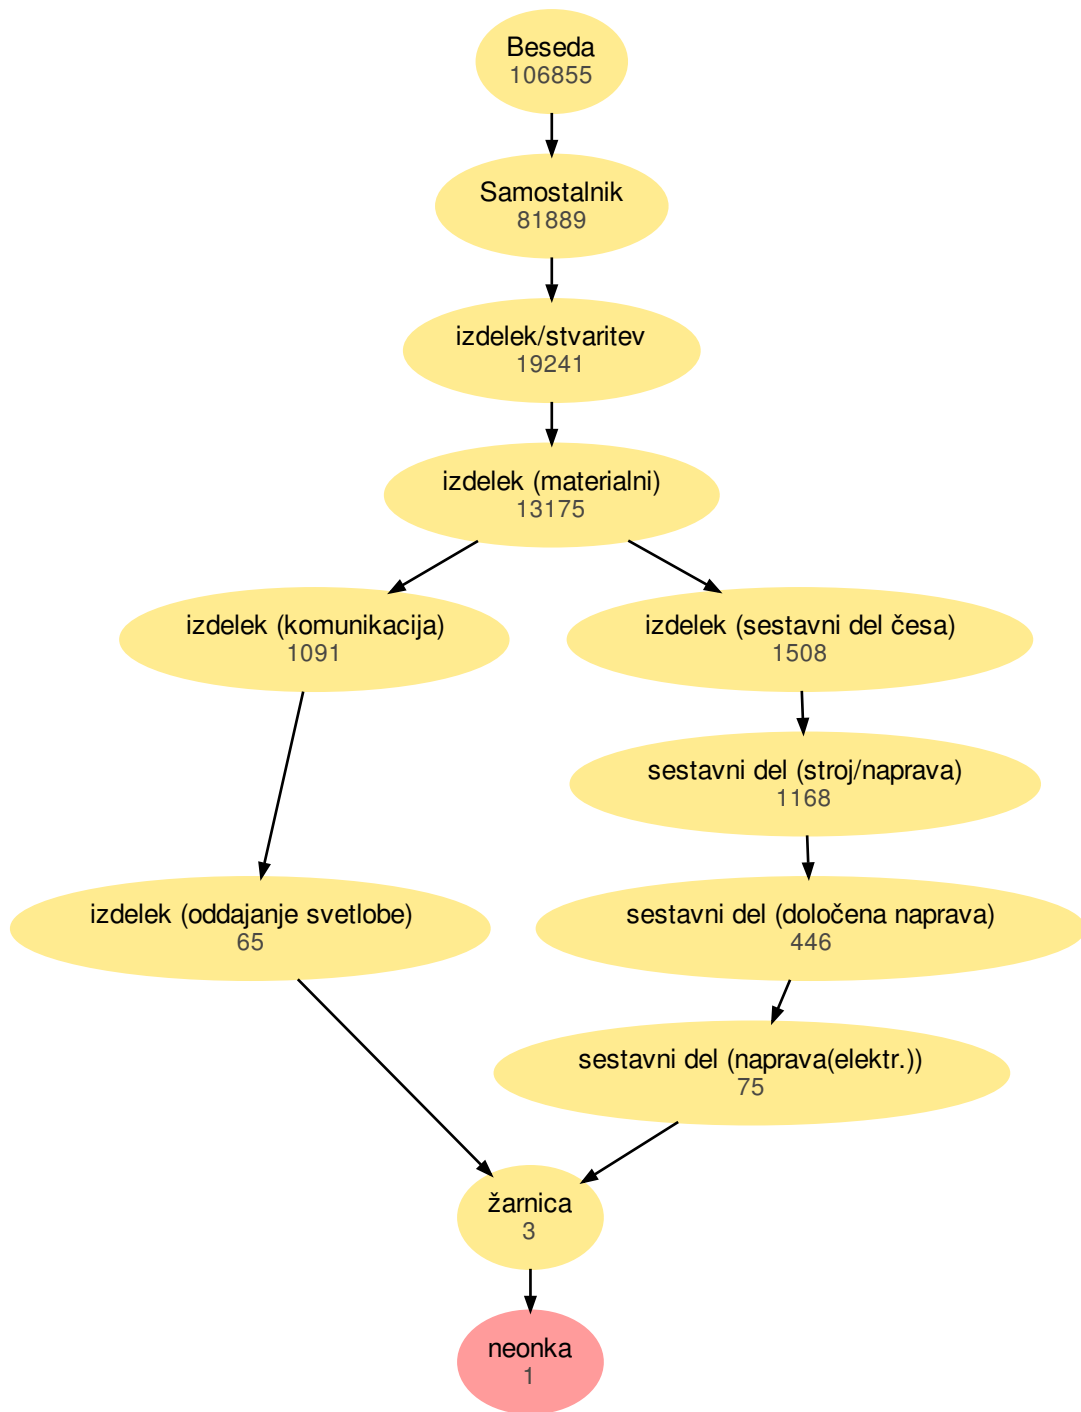 Beseda
106855
Samostalnik
81889
izdelek/stvaritev
19241
izdelek (materialni)
13175
izdelek (komunikacija)
1091
izdelek (sestavni del česa)
1508
sestavni del (stroj/naprava)
1168
izdelek (oddajanje svetlobe)
65
sestavni del (določena naprava)
446
sestavni del (naprava(elektr.))
75
žarnica
3
neonka
1